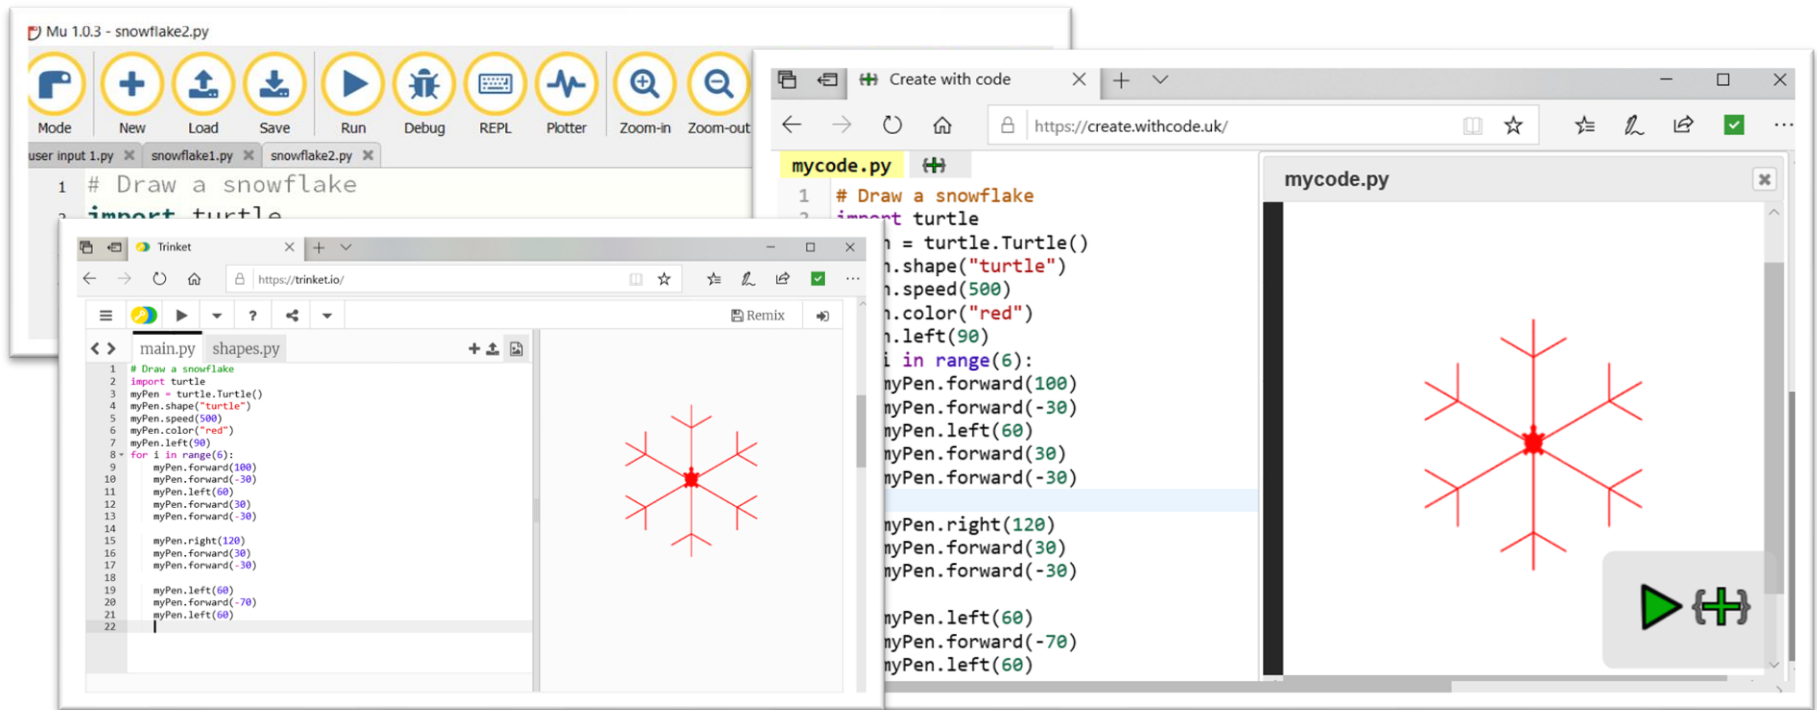 Mu 1.0.3 - snowflake2.py
Mode New Load Save Run Debug REPL Plotter Zoom-in Zoom-out
user input 1.py snowflake1.py snowflake2.py
1 # Draw a snowflake
import turtle
Trinket
https://trinket.io/
? Remix
main.py shapes.py
1 # Draw a snowflake
2 import turtle
3 myPen = turtle.Turtle()
4 myPen.shape("turtle")
5 myPen.speed(500)
6 myPen.color("red")
7 myPen.left(90)
8 for i in range(6):
9 myPen.forward(100)
10 myPen.forward(-30)
11 myPen.left(60)
12 myPen.forward(30)
13 myPen.forward(-30)
14
15 myPen.right(120)
16 myPen.forward(30)
17 myPen.forward(-30)
18
19 myPen.left(60)
20 myPen.forward(-70)
21 myPen.left(60)
22
Create with code
https://create.withcode.uk/
mycode.py
1 # Draw a snowflake
2 import turtle
n = turtle.Turtle()
n.shape("turtle")
n.speed(500)
n.color("red")
n.left(90)
i in range(6):
myPen.forward(100)
myPen.forward(-30)
myPen.left(60)
myPen.forward(30)
myPen.forward(-30)
myPen.right(120)
myPen.forward(30)
myPen.forward(-30)
myPen.left(60)
myPen.forward(-70)
myPen.left(60)
mycode.py